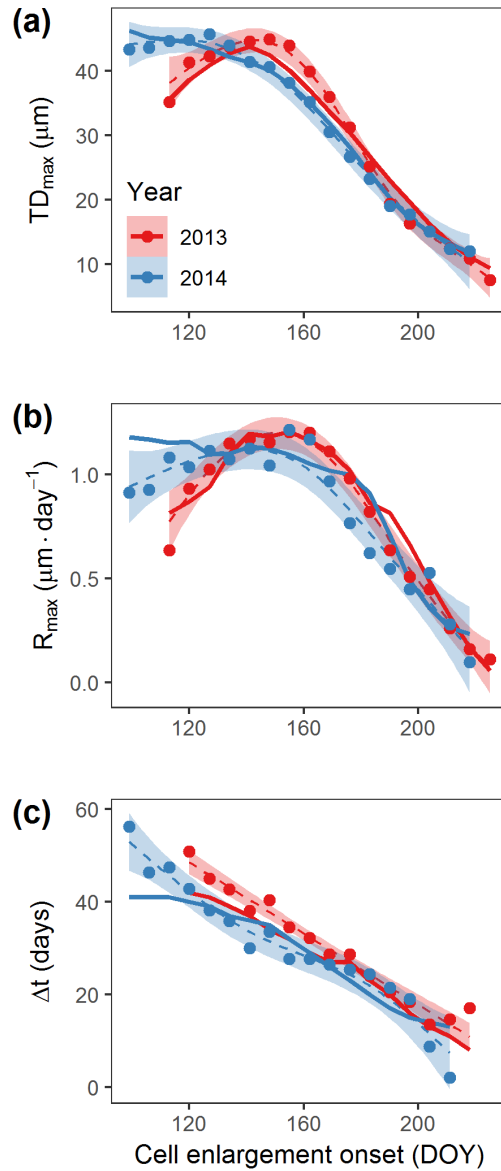 (a)
TDmax (μm)
40
30
20
10
Year
2013
2014
120
160
200
(b)
Rmax (μm · day−1)
1.0
0.5
0.0
120
160
200
(c)
Δt (days)
60
40
20
0
120
160
200
Cell enlargement onset (DOY)